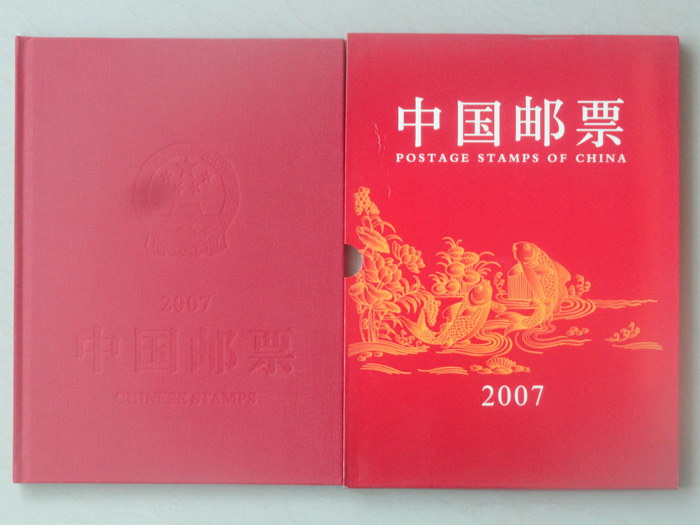 2007
中国邮票
CHINESE STAMPS
中国邮票
POSTAGE STAMPS OF CHINA
2007